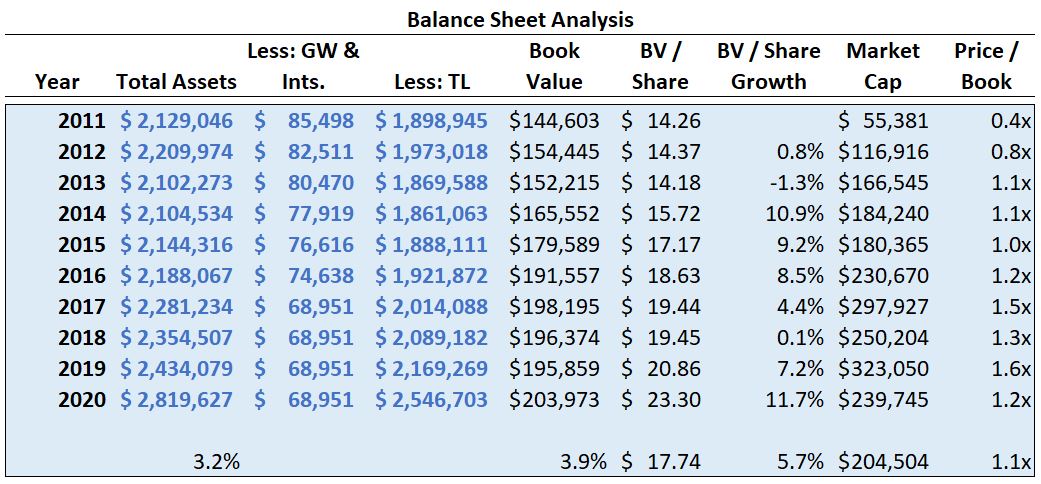 Balance Sheet Analysis
Less: GW & Book BV / BV / Share Market Price /
Year Total Assets Ints. Less: TL Value Share Growth Cap Book
2011 $ 2,129,046 $ 85,498 $ 1,898,945 $144,603 $ 14.26 $ 55,381 0.4x
2012 $ 2,209,974 $ 82,511 $ 1,973,018 $154,445 $ 14.37 0.8% $116,916 0.8x
2013 $ 2,102,273 $ 80,470 $ 1,869,588 $152,215 $ 14.18 -1.3% $166,545 1.1x
2014 $ 2,104,534 $ 77,919 $ 1,861,063 $165,552 $ 15.72 10.9% $184,240 1.1x
2015 $ 2,144,316 $ 76,616 $ 1,888,111 $179,589 $ 17.17 9.2% $180,365 1.0x
2016 $ 2,188,067 $ 74,638 $ 1,921,872 $191,557 $ 18.63 8.5% $230,670 1.2x
2017 $ 2,281,234 $ 68,951 $ 2,014,088 $198,195 $ 19.44 4.4% $297,927 1.5x
2018 $ 2,354,507 $ 68,951 $ 2,089,182 $196,374 $ 19.45 0.1% $250,204 1.3x
2019 $ 2,434,079 $ 68,951 $ 2,169,269 $195,859 $ 20.86 7.2% $323,050 1.6x
2020 $ 2,819,627 $ 68,951 $ 2,546,703 $203,973 $ 23.30 11.7% $239,745 1.2x
3.2% 3.9% $ 17.74 5.7% $204,504 1.1x